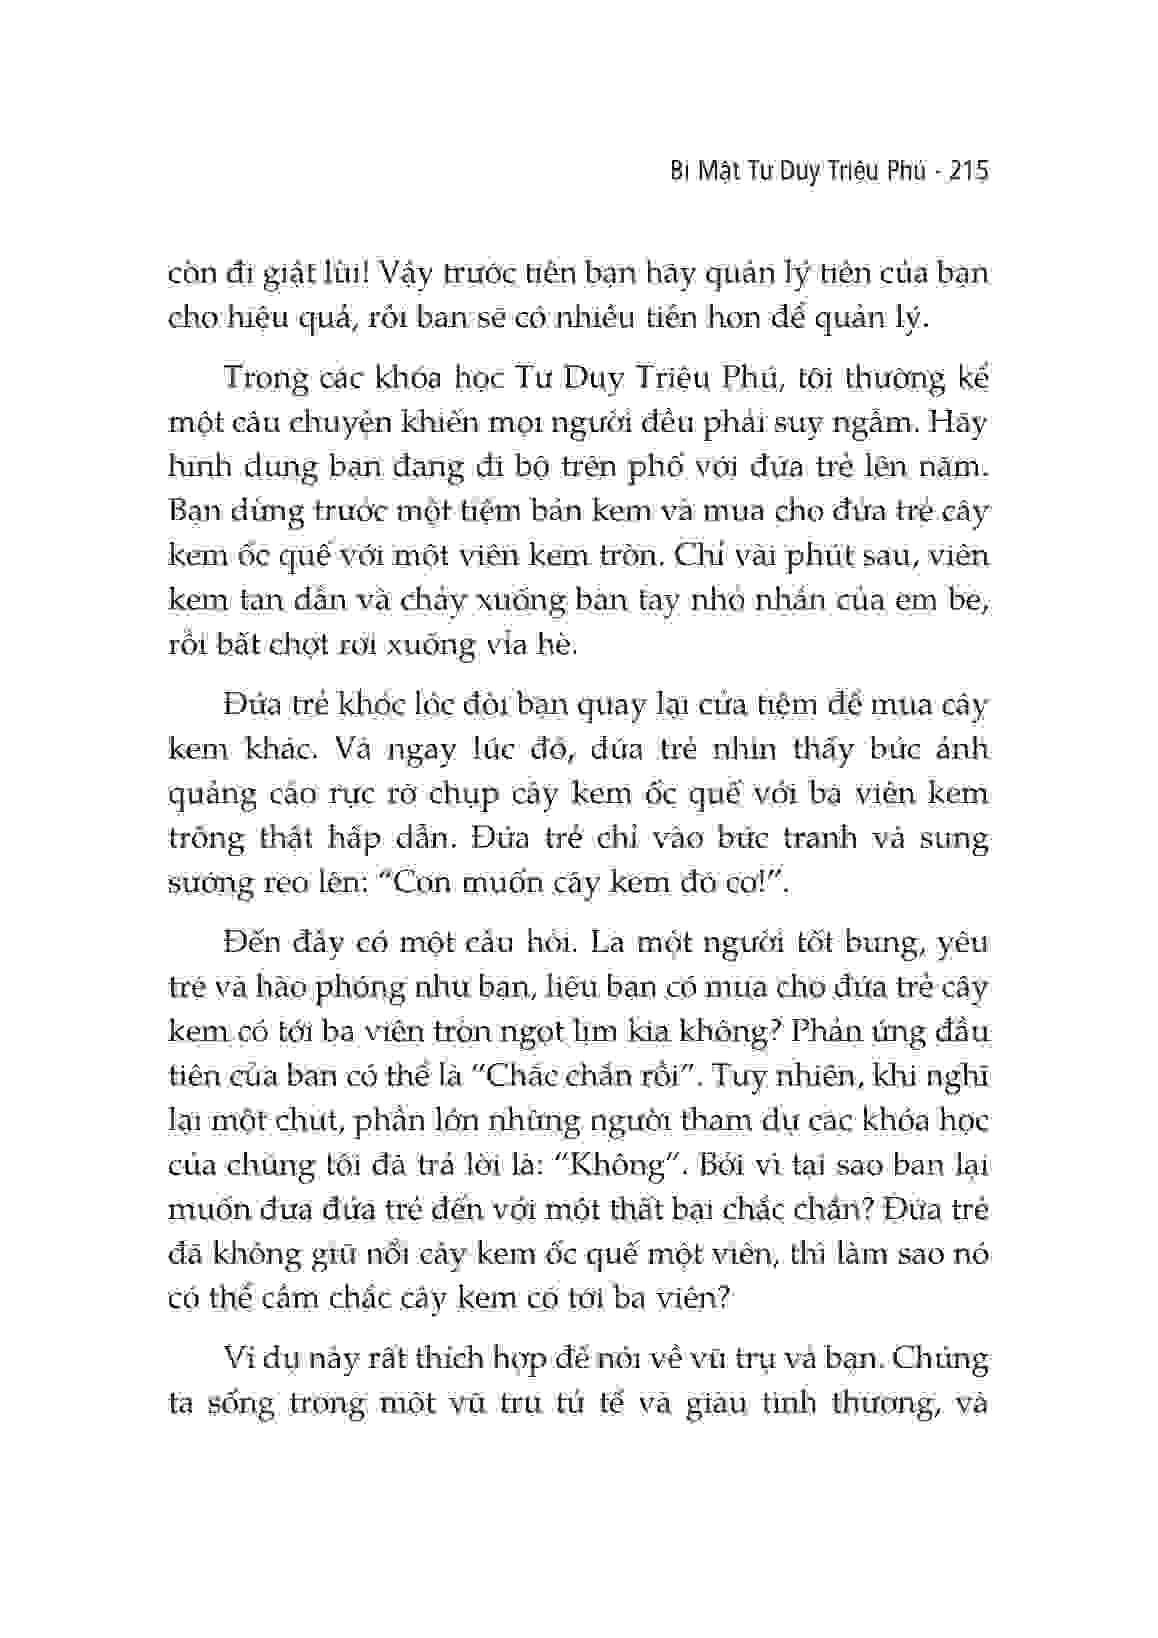 Bí Mật Tư Duy Triệu Phú - 215
còn đi giật lùi! Vậy trước tiên bạn hãy quản lý tiền của bạn
cho hiệu quả, rồi bạn sẽ có nhiều tiền hơn để quản lý.
Trong các khóa học Tư Duy Triệu Phú, tôi thường kể
một câu chuyện khiến mọi người đều phải suy ngẫm. Hãy
hình dung bạn đang đi bộ trên phố với đứa trẻ lên năm.
Bạn dừng trước một tiệm bán kem và mua cho đứa trẻ cây
kem ốc quế với một viên kem tròn. Chỉ vài phút sau, viên
kem tan dần và chảy xuống bàn tay nhỏ nhắn của em bé,
rồi bất chợt rơi xuống vỉa hè.
Đứa trẻ khóc lóc đòi bạn quay lại cửa tiệm để mua cây
kem khác. Và ngay lúc đó, đứa trẻ nhìn thấy bức ảnh
quảng cáo rực rỡ chụp cây kem ốc quế với ba viên kem
trông thật hấp dẫn. Đứa trẻ chỉ vào bức tranh và sung
sướng reo lên: “Con muốn cây kem đó cơ!”.
Đến đây có một câu hỏi. Là một người tốt bụng, yêu
trẻ và hào phóng như bạn, liệu bạn có mua cho đứa trẻ cây
kem có tới ba viên tròn ngọt lịm kia không? Phản ứng đầu
tiên của bạn có thể là “Chắc chắn rồi”. Tuy nhiên, khi nghĩ
lại một chút, phần lớn những người tham dự các khóa học
của chúng tôi đã trả lời là: “Không”. Bởi vì tại sao bạn lại
muốn đưa đứa trẻ đến với một thất bại chắc chắn? Đứa trẻ
đã không giữ nổi cây kem ốc quế một viên, thì làm sao nó
có thể cầm chắc cây kem có tới ba viên?
Ví dụ này rất thích hợp để nói về vũ trụ và bạn. Chúng
ta sống trong một vũ trụ tử tế và giàu tình thương, và